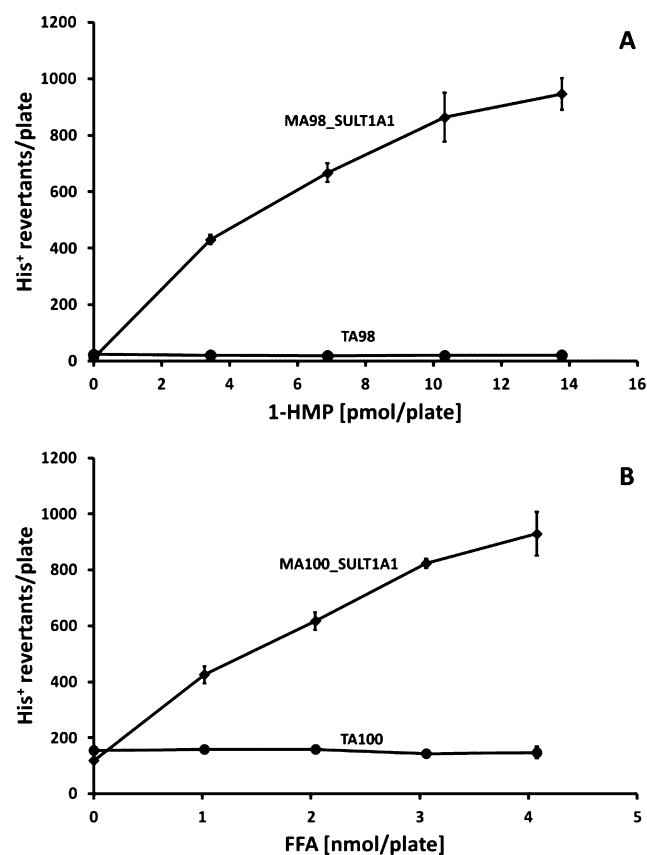 1200
A
1000
MA98_SULT1A1
800
His⁺ revertants/plate
600
400
200
TA98
0
0 2 4 6 8 10 12 14 16
1-HMP [pmol/plate]
1200
B
1000
MA100_SULT1A1
800
His⁺ revertants/plate
600
400
200
TA100
0
0 1 2 3 4 5
FFA [nmol/plate]